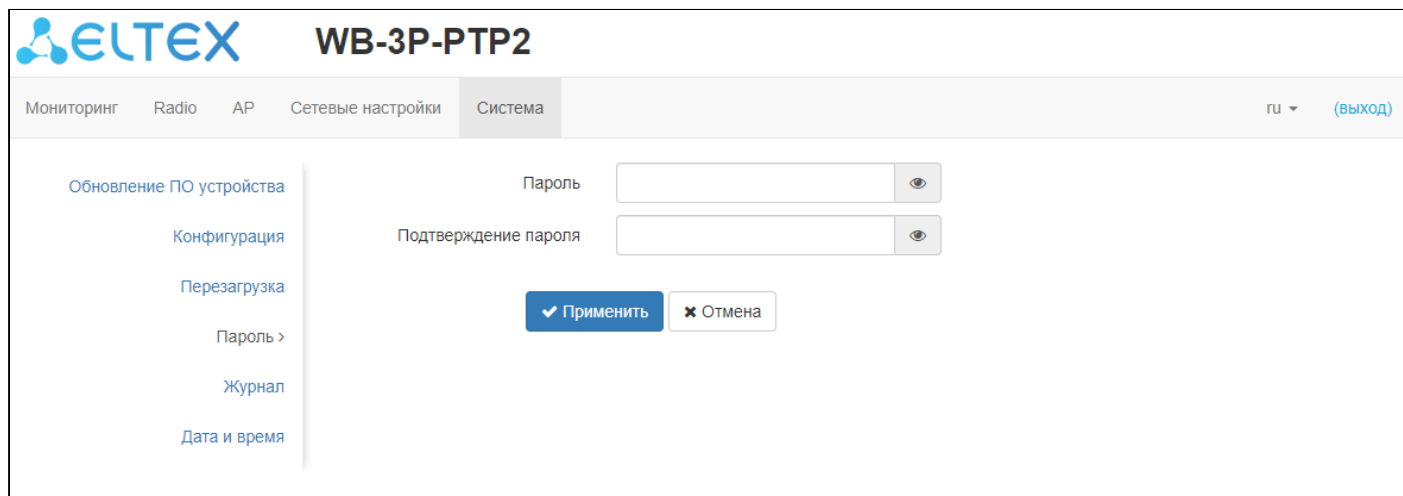 ELTEX WB-3P-PTP2
Мониторинг Radio AP Сетевые настройки Система ru (выход)
Обновление ПО устройства
Конфигурация
Перезагрузка
Пароль >
Журнал
Дата и время
Пароль
Подтверждение пароля
Применить Отмена